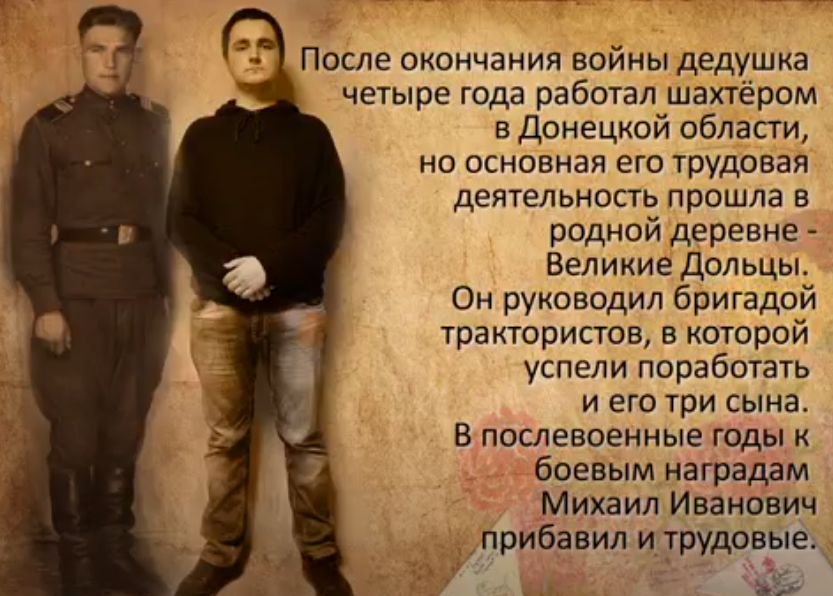 После окончания войны дедушка
четыре года работал шахтёром
в Донецкой области,
но основная его трудовая
деятельность прошла в
родной деревне -
Великие Дольцы.
Он руководил бригадой
трактористов, в которой
успели поработать
и его три сына.
В послевоенные годы к
боевым наградам
Михаил Иванович
прибавил и трудовые.